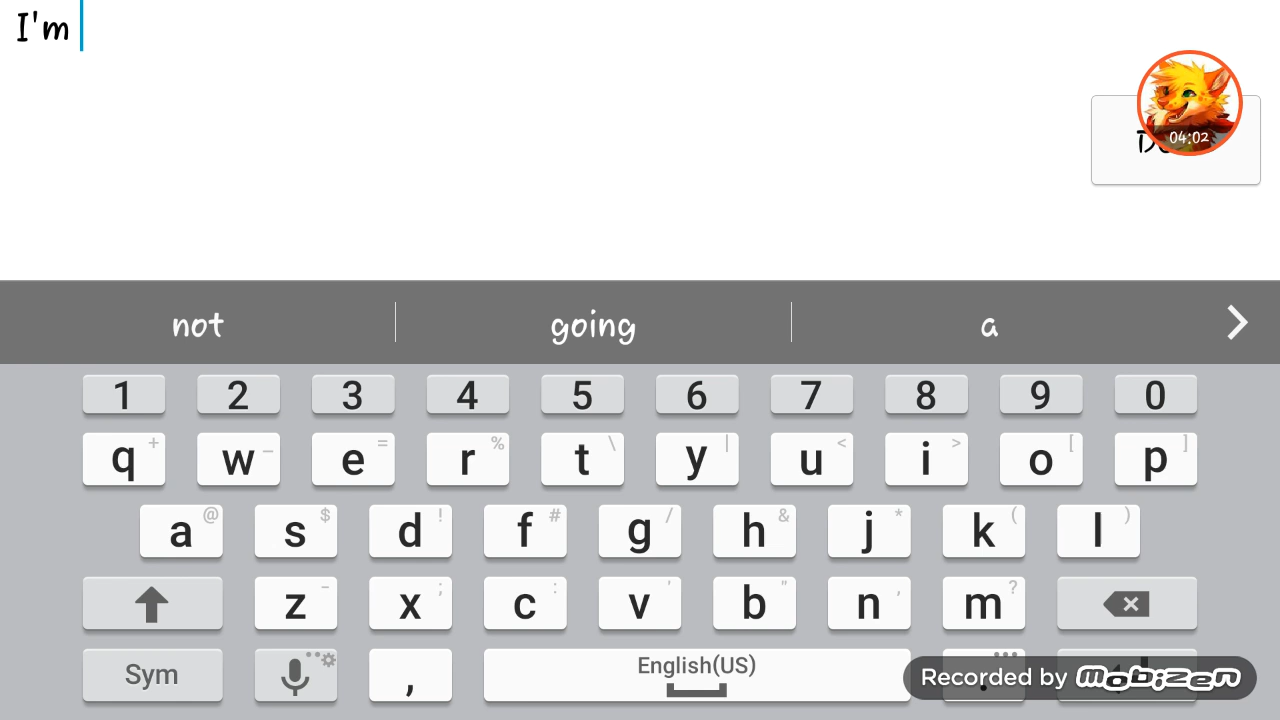 I'm
04:02
not going a
1 2 3 4 5 6 7 8 9 0
q + w _ e = r % t \ y | u < i > o [ p ]
a @ s $ d ! f # g / h & j * k ( l )
z - x ; c : v ' b " n , m ?
Sym , English(US)
Recorded by mobizen